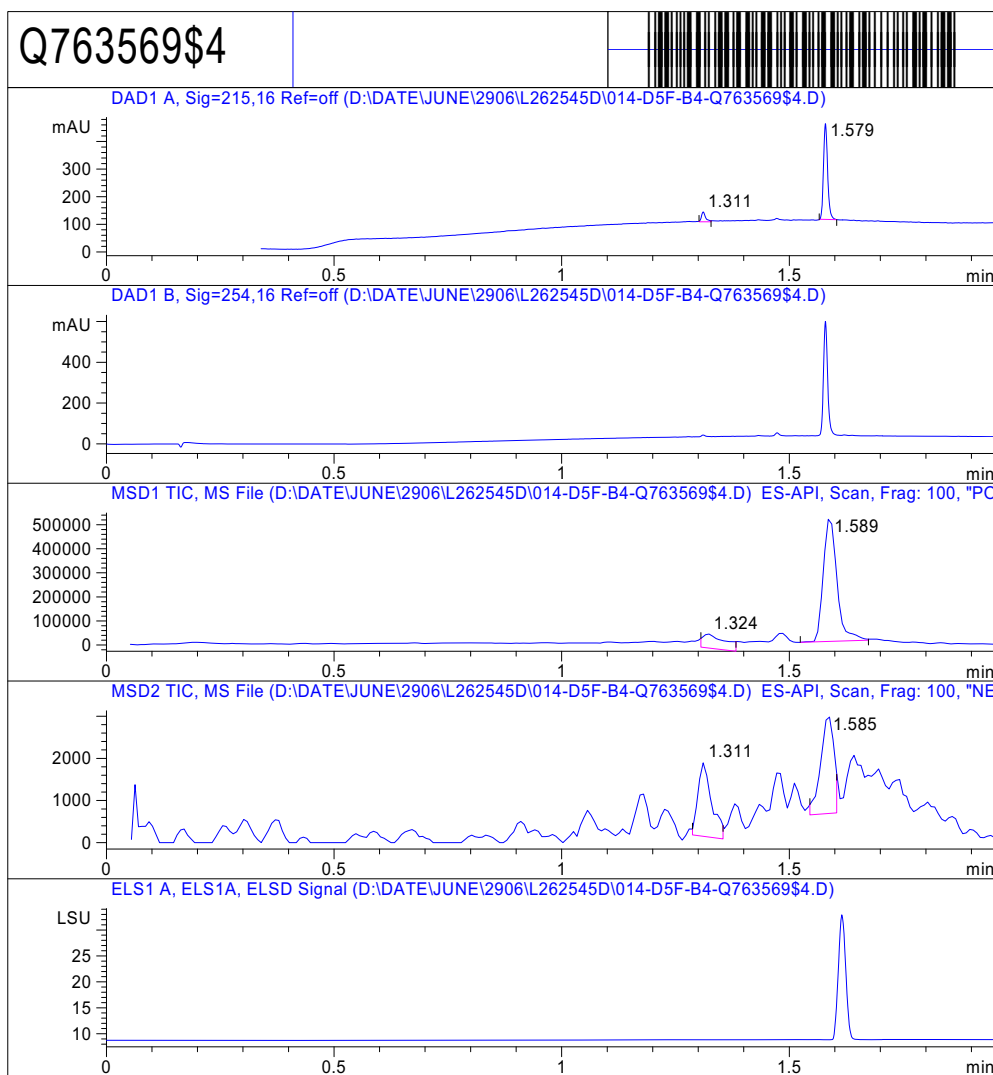 Q763569$4
DAD1 A, Sig=215,16 Ref=off (D:\DATE\JUNE\2906\L262545D\014-D5F-B4-Q763569$4.D)
mAU
300
200
100
0
1.311
1.579
0 0.5 1 1.5 min
DAD1 B, Sig=254,16 Ref=off (D:\DATE\JUNE\2906\L262545D\014-D5F-B4-Q763569$4.D)
mAU
400
200
0
0 0.5 1 1.5 min
MSD1 TIC, MS File (D:\DATE\JUNE\2906\L262545D\014-D5F-B4-Q763569$4.D) ES-API, Scan, Frag: 100, "PO
500000
400000
300000
200000
100000
0
1.324
1.589
0 0.5 1 1.5 min
MSD2 TIC, MS File (D:\DATE\JUNE\2906\L262545D\014-D5F-B4-Q763569$4.D) ES-API, Scan, Frag: 100, "NE
2000
1000
0
1.311
1.585
0 0.5 1 1.5 min
ELS1 A, ELS1A, ELSD Signal (D:\DATE\JUNE\2906\L262545D\014-D5F-B4-Q763569$4.D)
LSU
25
20
15
10
0 0.5 1 1.5 min